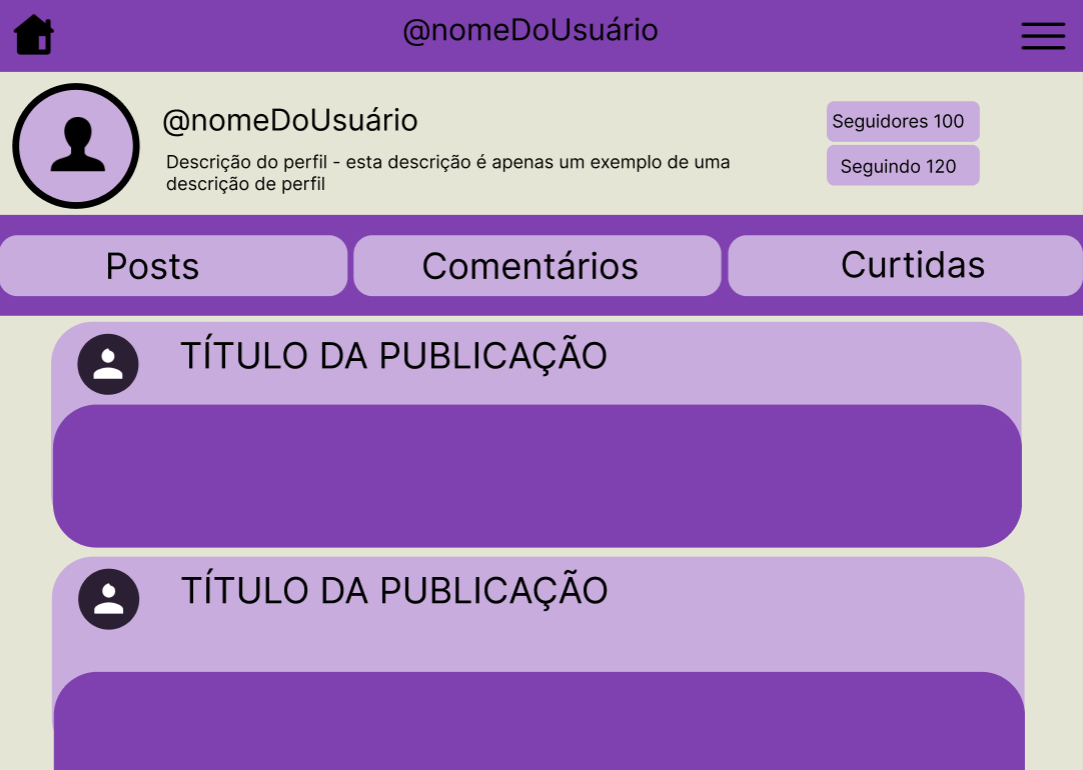 @nomeDoUsuário
@nomeDoUsuário
Descrição do perfil - esta descrição é apenas um exemplo de uma
descrição de perfil
Seguidores 100
Seguindo 120
Posts
Comentários
Curtidas
TÍTULO DA PUBLICAÇÃO
TÍTULO DA PUBLICAÇÃO